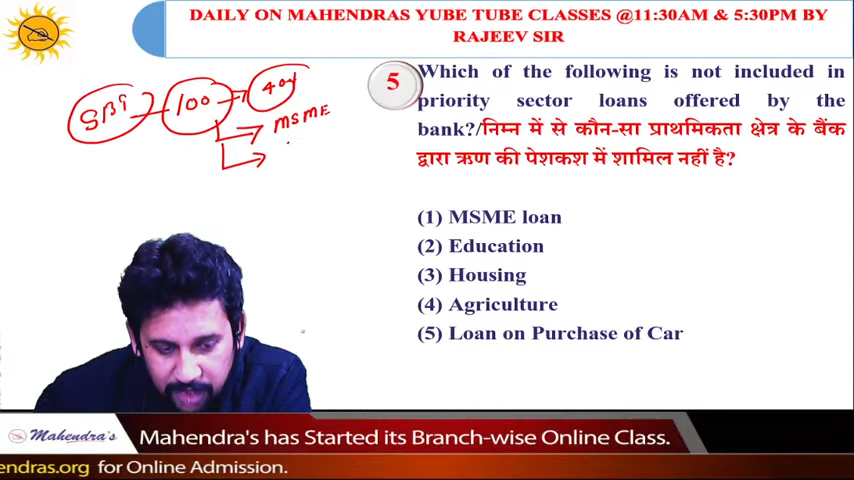 DAILY ON MAHENDRAS YUBE TUBE CLASSES @11:30AM & 5:30PM BY
RAJEEV SIR
SBI
100
MSME
5
Which of the following is not included in
priority sector loans offered by the
bank?/निम्न में से कौन-सा प्राथमिकता क्षेत्र के बैंक
द्वारा ऋण की पेशकश में शामिल नहीं है?
(1) MSME loan
(2) Education
(3) Housing
(4) Agriculture
(5) Loan on Purchase of Car
Mahendra's
Mahendra's has Started its Branch-wise Online Class.
endras.org for Online Admission.